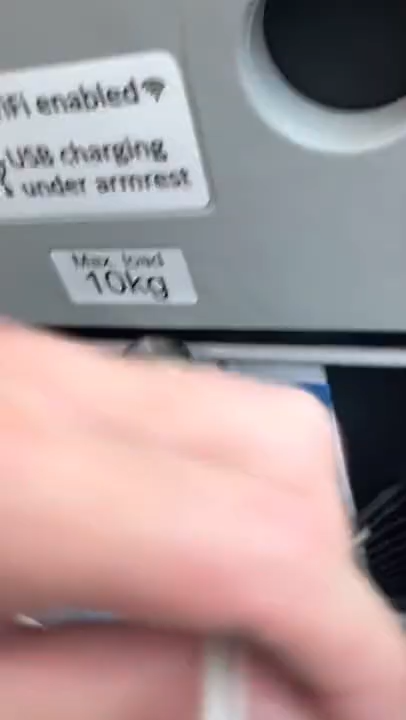 iFi enabled
USB charging
under armrest
Max. load
10kg